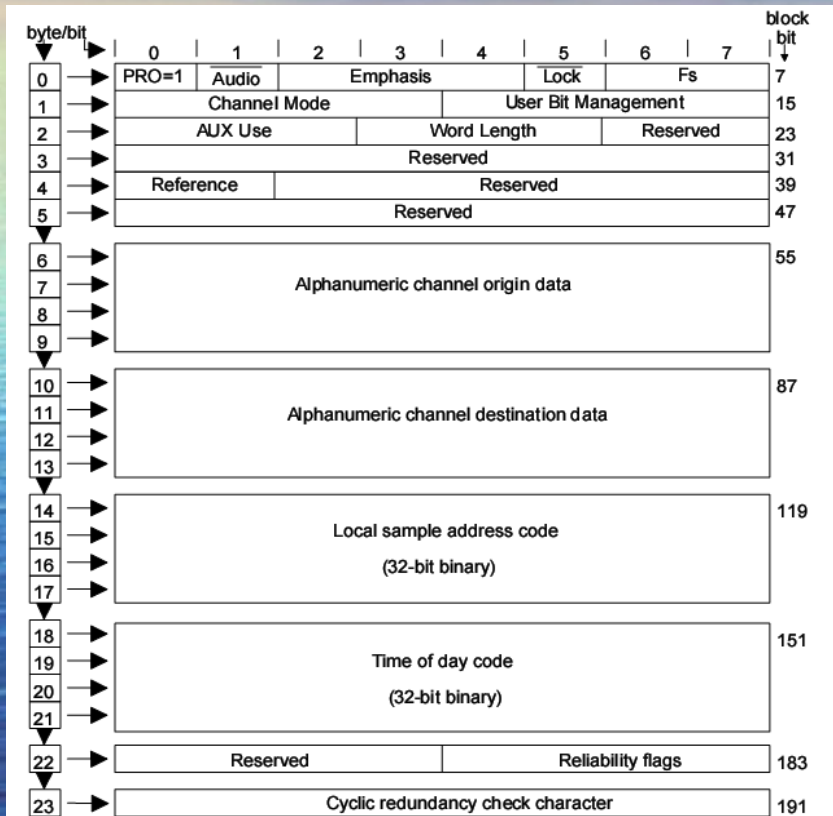 block
byte/bit bit
0 1 2 3 4 5 6 7
0 PRO=1 Audio Emphasis Lock Fs 7
1 Channel Mode User Bit Management 15
2 AUX Use Word Length Reserved 23
3 Reserved 31
4 Reference Reserved 39
5 Reserved 47
6 55
7 Alphanumeric channel origin data
8
9
10 87
11 Alphanumeric channel destination data
12
13
14 119
15 Local sample address code
16 (32-bit binary)
17
18 151
19 Time of day code
20 (32-bit binary)
21
22 Reserved Reliability flags 183
23 Cyclic redundancy check character 191